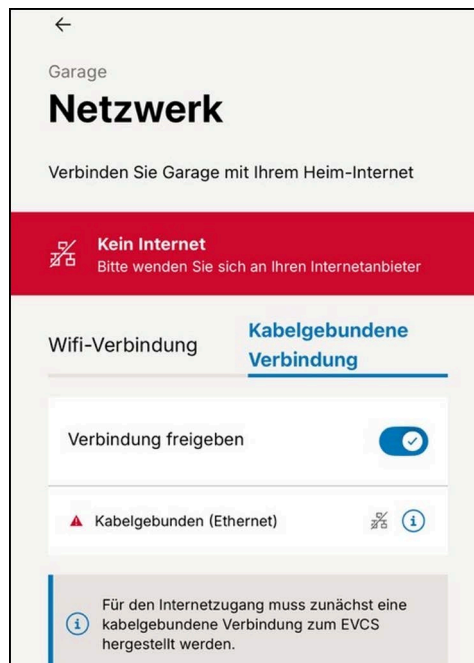 Garage
Netzwerk
Verbinden Sie Garage mit Ihrem Heim-Internet
Kein Internet
Bitte wenden Sie sich an Ihren Internetanbieter
Wifi-Verbindung
Kabelgebundene
Verbindung
Verbindung freigeben
Kabelgebunden (Ethernet)
Für den Internetzugang muss zunächst eine
kabelgebundene Verbindung zum EVCS
hergestellt werden.